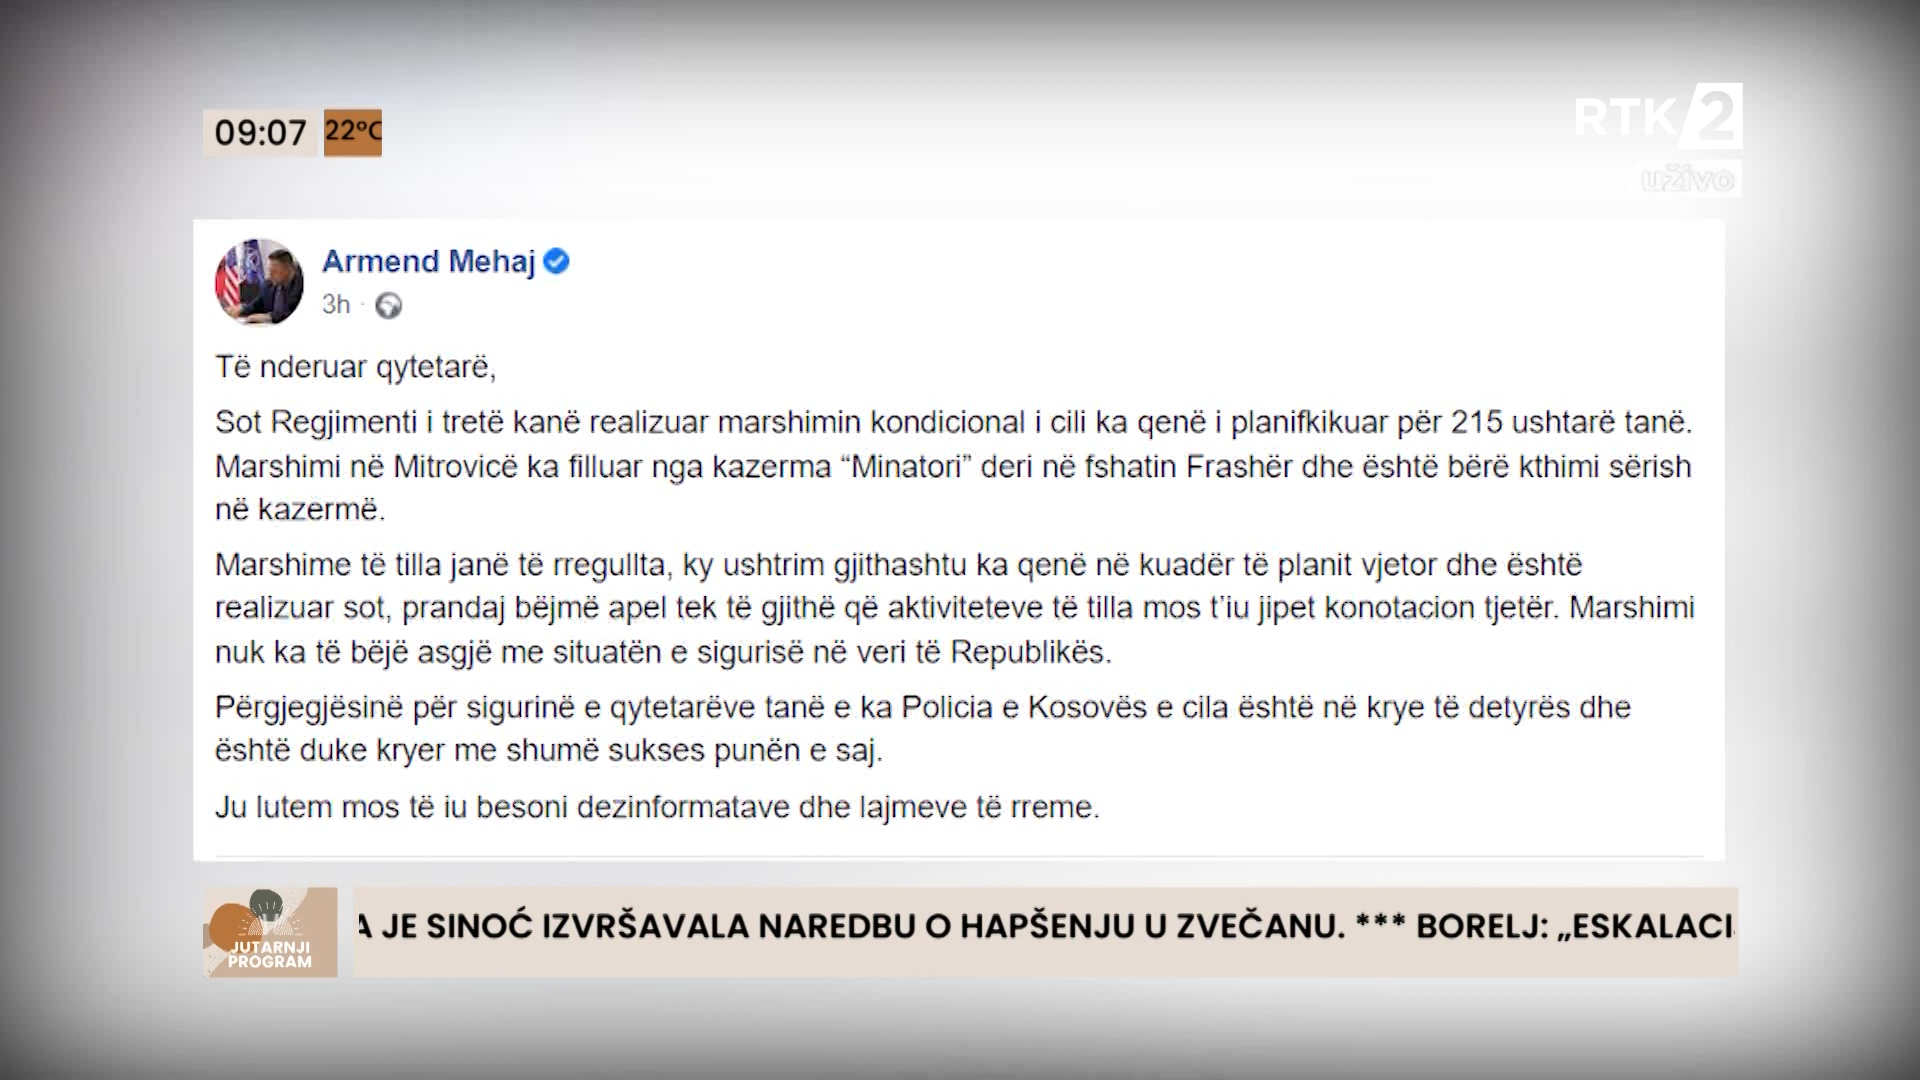 09:07 22°C
RTK 2
uživo
Armend Mehaj
3h ·
Të nderuar qytetarë,
Sot Regjimenti i tretë kanë realizuar marshimin kondicional i cili ka qenë i planifkikuar për 215 ushtarë tanë.
Marshimi në Mitrovicë ka filluar nga kazerma “Minatori” deri në fshatin Frashër dhe është bërë kthimi sërish
në kazermë.
Marshime të tilla janë të rregullta, ky ushtrim gjithashtu ka qenë në kuadër të planit vjetor dhe është
realizuar sot, prandaj bëjmë apel tek të gjithë që aktiviteteve të tilla mos t’iu jipet konotacion tjetër. Marshimi
nuk ka të bëjë asgjë me situatën e sigurisë në veri të Republikës.
Përgjegjësinë për sigurinë e qytetarëve tanë e ka Policia e Kosovës e cila është në krye të detyrës dhe
është duke kryer me shumë sukses punën e saj.
Ju lutem mos të iu besoni dezinformatave dhe lajmeve të rreme.
JUTARNJI
PROGRAM
A JE SINOĆ IZVRŠAVALA NAREDBU O HAPŠENJU U ZVEČANU. *** BORELJ: „ESKALACI